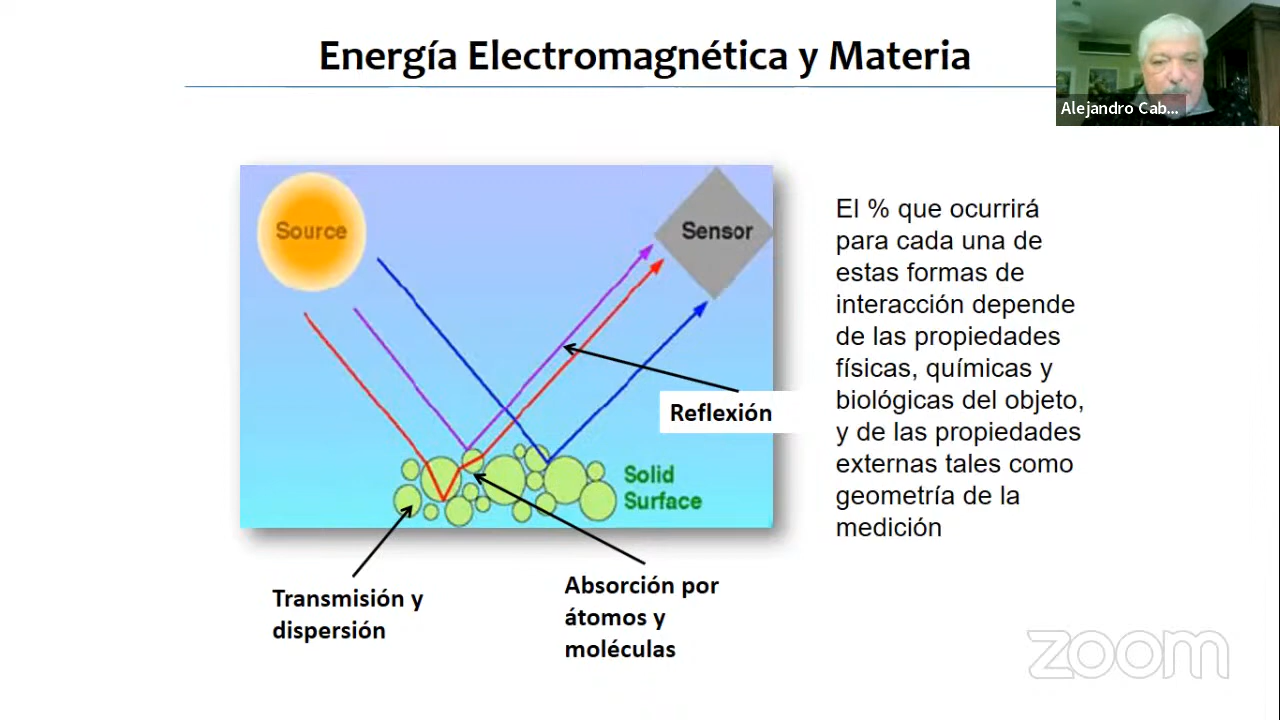 Energía Electromagnética y Materia
Alejandro Cab...
Source
Sensor
El % que ocurrirá
para cada una de
estas formas de
interacción depende
de las propiedades
físicas, químicas y
biológicas del objeto,
y de las propiedades
externas tales como
geometría de la
medición
Reflexión
Solid
Surface
Transmisión y
dispersión
Absorción por
átomos y
moléculas
zoom